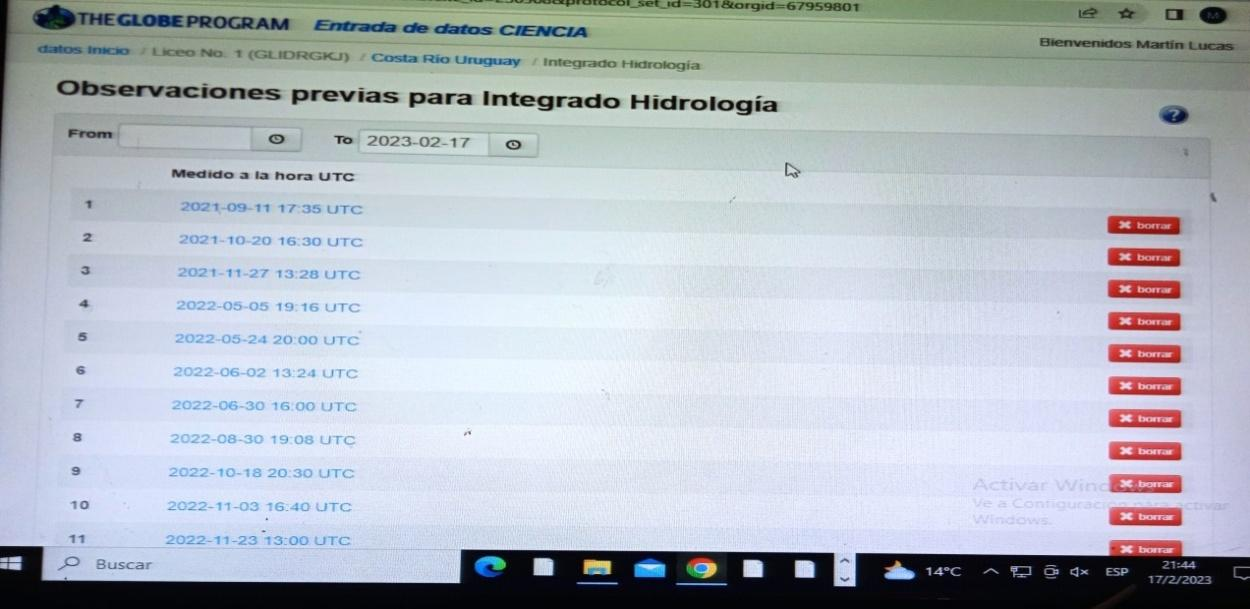 protocol_set_id=301&orgid=67959801
THE GLOBE PROGRAM Entrada de datos CIENCIA
Bienvenidos Martín Lucas
datos Inicio / Liceo No. 1 (GLIDRGKJ) / Costa Río Uruguay / Integrado Hidrología
Observaciones previas para Integrado Hidrología
?
From To 2023-02-17
Medido a la hora UTC
1 2021-09-11 17:35 UTC borrar
2 2021-10-20 16:30 UTC borrar
3 2021-11-27 13:28 UTC borrar
4 2022-05-05 19:16 UTC borrar
5 2022-05-24 20:00 UTC borrar
6 2022-06-02 13:24 UTC borrar
7 2022-06-30 16:00 UTC borrar
8 2022-08-30 19:08 UTC borrar
9 2022-10-18 20:30 UTC borrar
10 2022-11-03 16:40 UTC borrar
11 2022-11-23 13:00 UTC borrar
Activar Windows
Ve a Configuración para activar
Windows.
Buscar 14°C ESP 21:44
17/2/2023